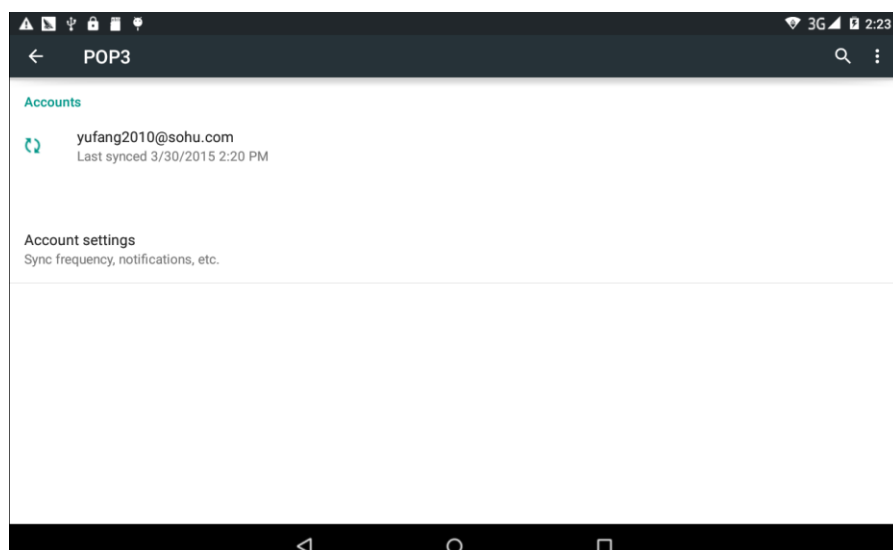 3G 2:23
POP3
Accounts
yufang2010@sohu.com
Last synced 3/30/2015 2:20 PM
Account settings
Sync frequency, notifications, etc.